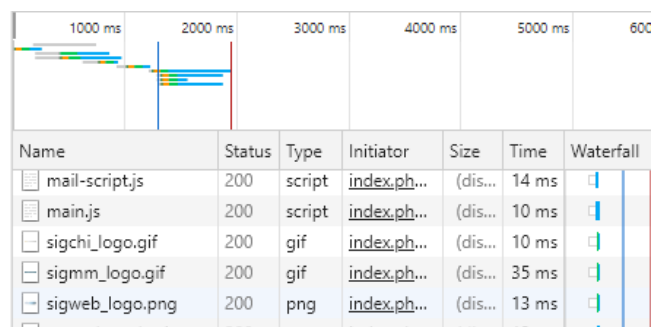 1000 ms 2000 ms 3000 ms 4000 ms 5000 ms 600
Name Status Type Initiator Size Time Waterfall
mail-script.js 200 script index.ph... (dis... 14 ms
main.js 200 script index.ph... (dis... 10 ms
sigchi_logo.gif 200 gif index.ph... (dis... 10 ms
sigmm_logo.gif 200 gif index.ph... (dis... 35 ms
sigweb_logo.png 200 png index.ph... (dis... 13 ms